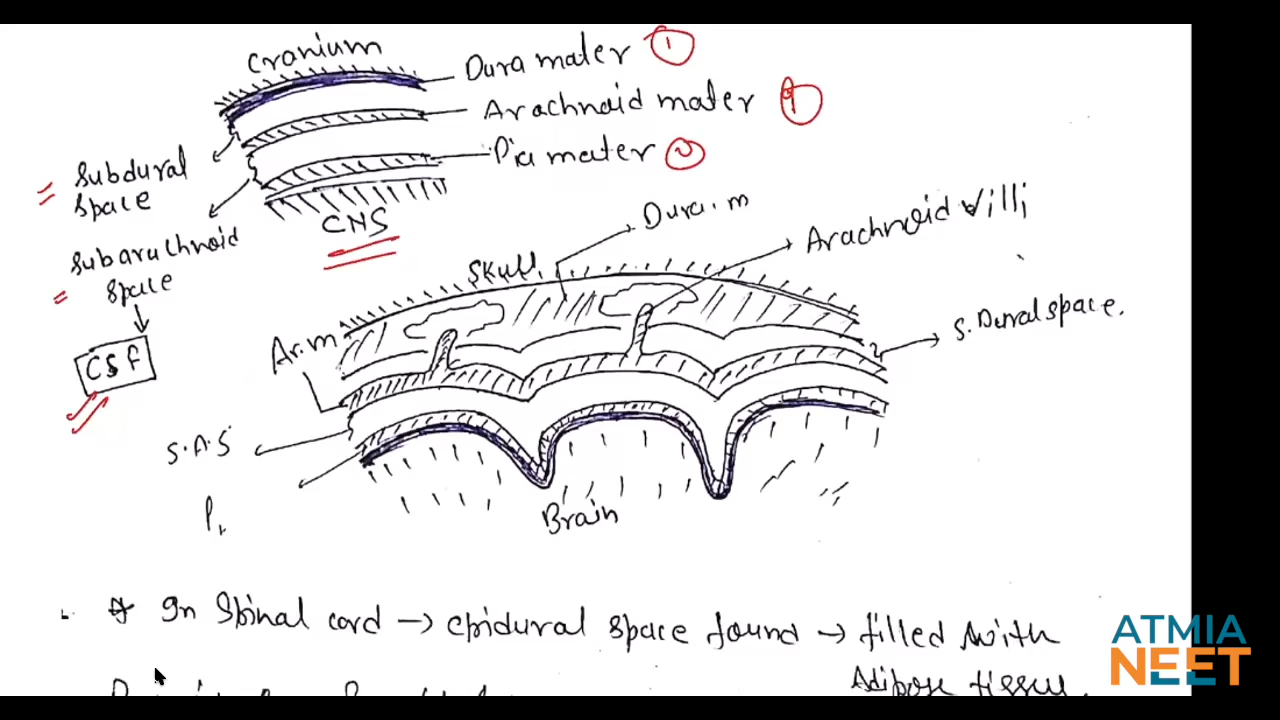 Cranium
Dura mater ①
Arachnoid mater
Pia mater
Subdural
space
CNS
Subarachnoid
space
CSF
Dura. m
Arachnoid Villi
Skull
Ar. m
S. Dural space.
S.A.S
P
Brain
In Spinal cord → epidural space found → filled with
Adipose tissue.
ATMIA
NEET